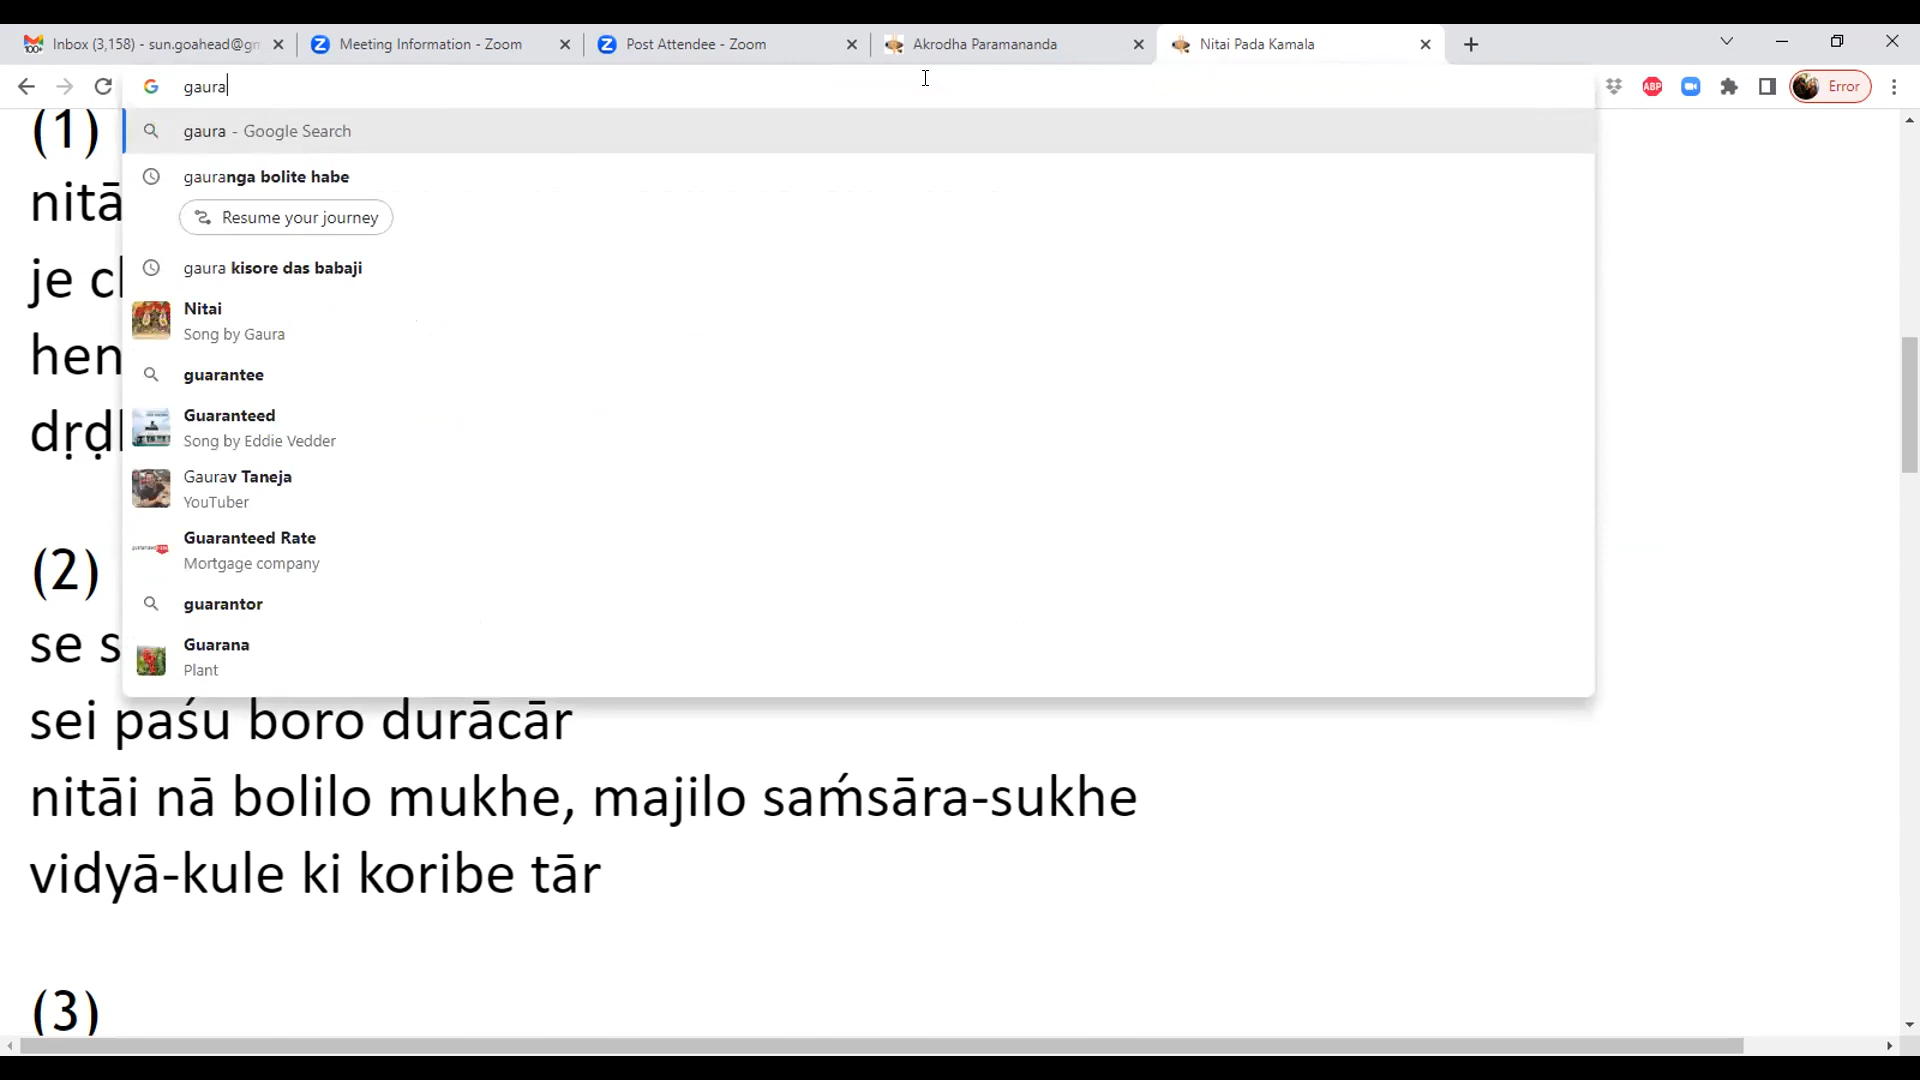 Inbox (3,158) - sun.goahead@gm
Meeting Information - Zoom
Post Attendee - Zoom
Akrodha Paramananda
Nitai Pada Kamala
gaura
ABP
Error
gaura - Google Search
gauranga bolite habe
Resume your journey
gaura kisore das babaji
Nitai
Song by Gaura
guarantee
Guaranteed
Song by Eddie Vedder
Gaurav Taneja
YouTuber
Guaranteed Rate
Mortgage company
guarantor
Guarana
Plant
(1)
nitā
je c
hen
dṛḍ
(2)
se s
sei paśu boro durācār
nitāi nā bolilo mukhe, majilo saḿsāra-sukhe
vidyā-kule ki koribe tār
(3)